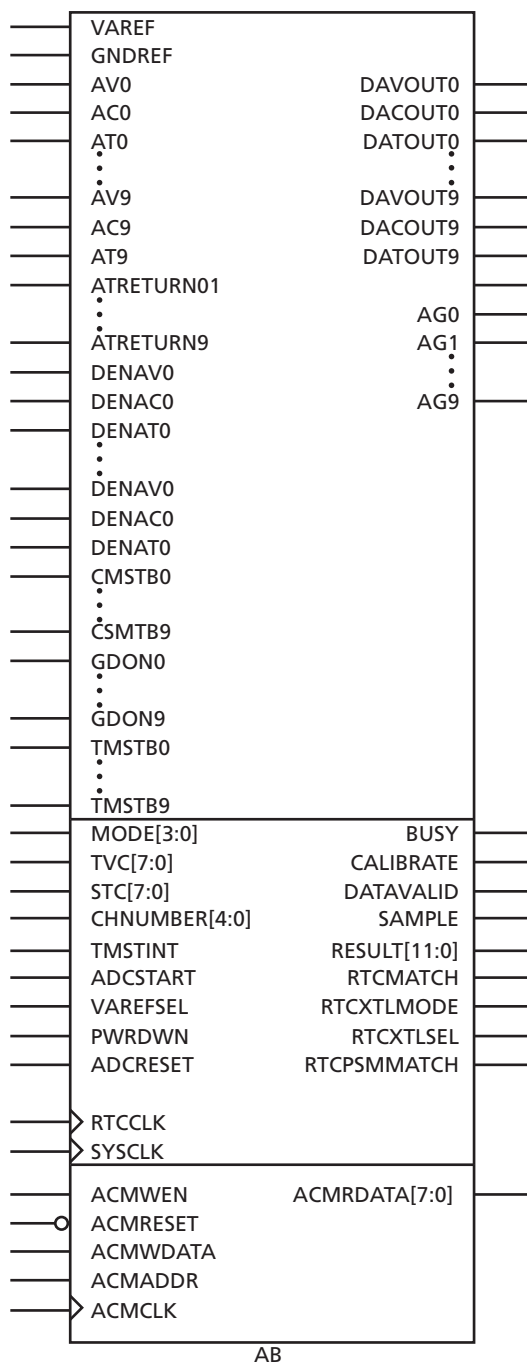 VAREF
GNDREF
AV0 DAVOUT0
AC0 DACOUT0
AT0 DATOUT0
AV9 DAVOUT9
AC9 DACOUT9
AT9 DATOUT9
ATRETURN01
AG0
ATRETURN9 AG1
DENAV0
DENAC0 AG9
DENAT0
DENAV0
DENAC0
DENAT0
CMSTB0
CSMTB9
GDON0
GDON9
TMSTB0
TMSTB9
MODE[3:0] BUSY
TVC[7:0] CALIBRATE
STC[7:0] DATAVALID
CHNUMBER[4:0] SAMPLE
TMSTINT RESULT[11:0]
ADCSTART RTCMATCH
VAREFSEL RTCXTLMODE
PWRDWN RTCXTLSEL
ADCRESET RTCPSMMATCH
RTCCLK
SYSCLK
ACMWEN ACMRDATA[7:0]
ACMRESET
ACMWDATA
ACMADDR
ACMCLK
AB